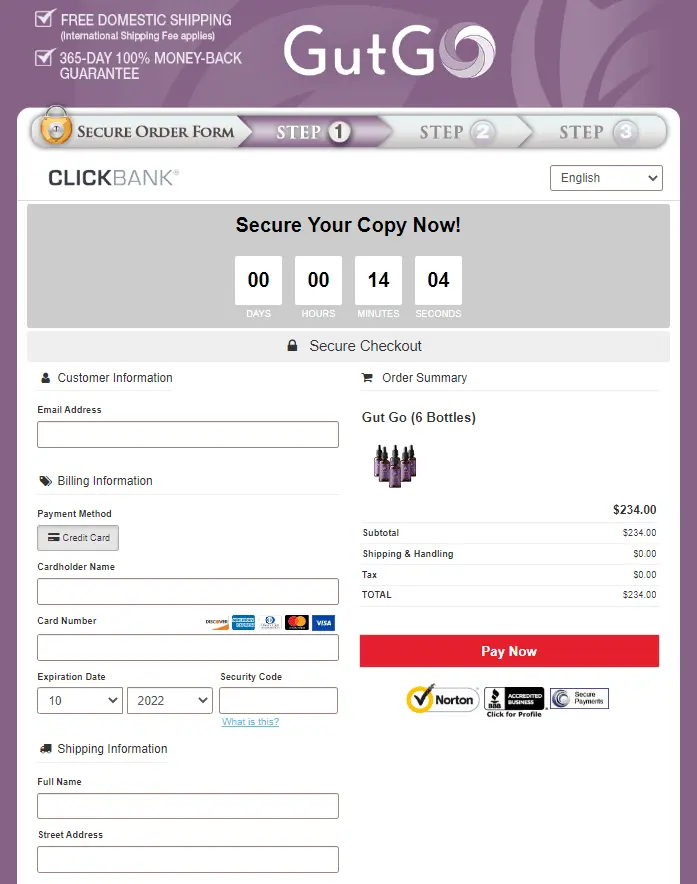 FREE DOMESTIC SHIPPING
(International Shipping Fee applies)
365-DAY 100% MONEY-BACK
GUARANTEE
GutGo
SECURE ORDER FORM
STEP 1
STEP 2
STEP 3
CLICKBANK®
English
Secure Your Copy Now!
00 00 14 04
DAYS HOURS MINUTES SECONDS
Secure Checkout
Customer Information
Email Address
Billing Information
Payment Method
Credit Card
Cardholder Name
Card Number
DISCOVER
VISA
Expiration Date
Security Code
10
2022
What is this?
Shipping Information
Full Name
Street Address
Order Summary
Gut Go (6 Bottles)
$234.00
Subtotal $234.00
Shipping & Handling $0.00
Tax $0.00
TOTAL $234.00
Pay Now
Norton
BBB
ACCREDITED
BUSINESS
Click for Profile
Secure
Payments